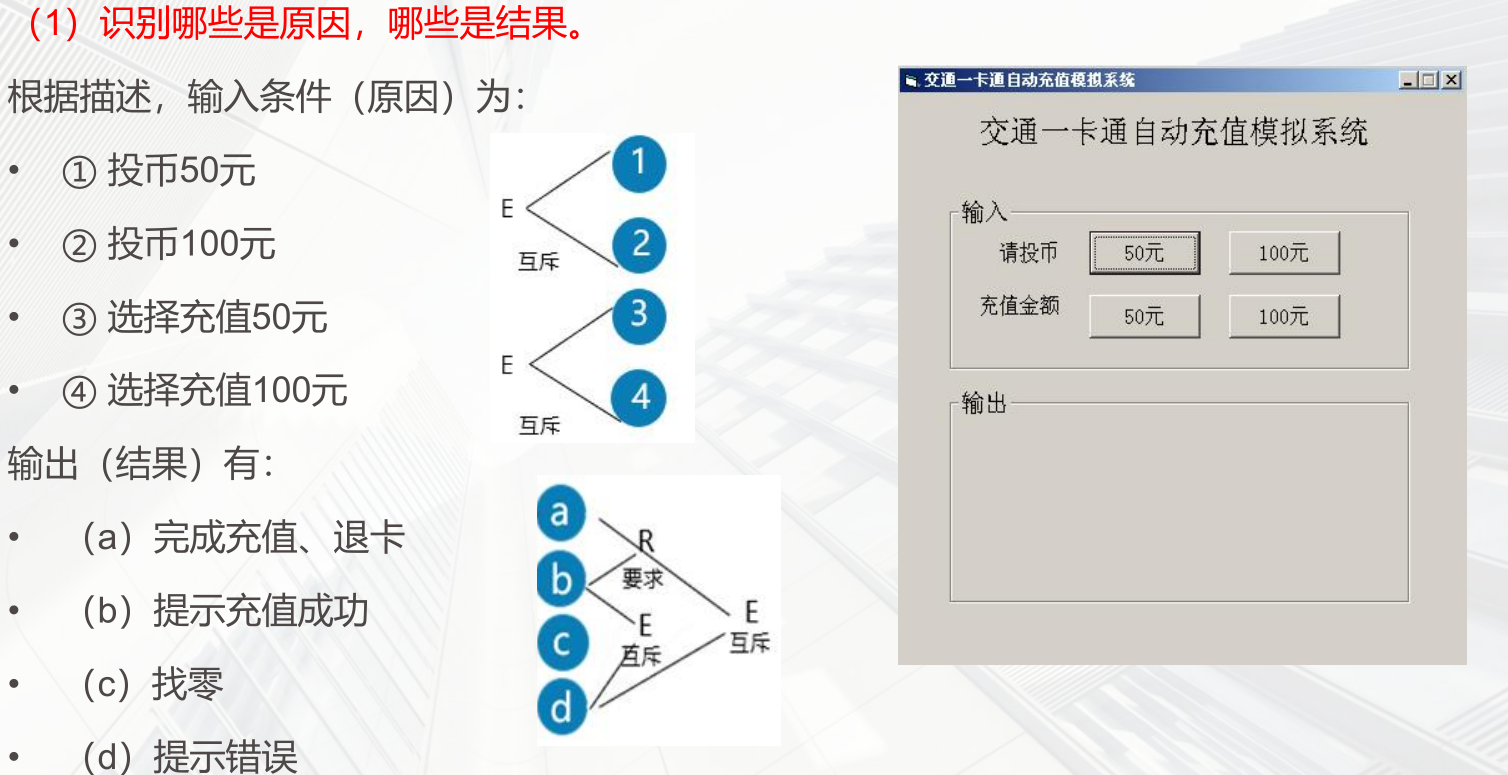 （1）识别哪些是原因，哪些是结果。
根据描述，输入条件（原因）为：
• ① 投币50元
• ② 投币100元
• ③ 选择充值50元
• ④ 选择充值100元
输出（结果）有：
• （a）完成充值、退卡
• （b）提示充值成功
• （c）找零
• （d）提示错误
1
E
2
互斥
3
E
4
互斥
a
R
b
要求
E
E
c
互斥
互斥
d
交通一卡通自动充值模拟系统
交通一卡通自动充值模拟系统
输入
请投币 50元 100元
充值金额 50元 100元
输出